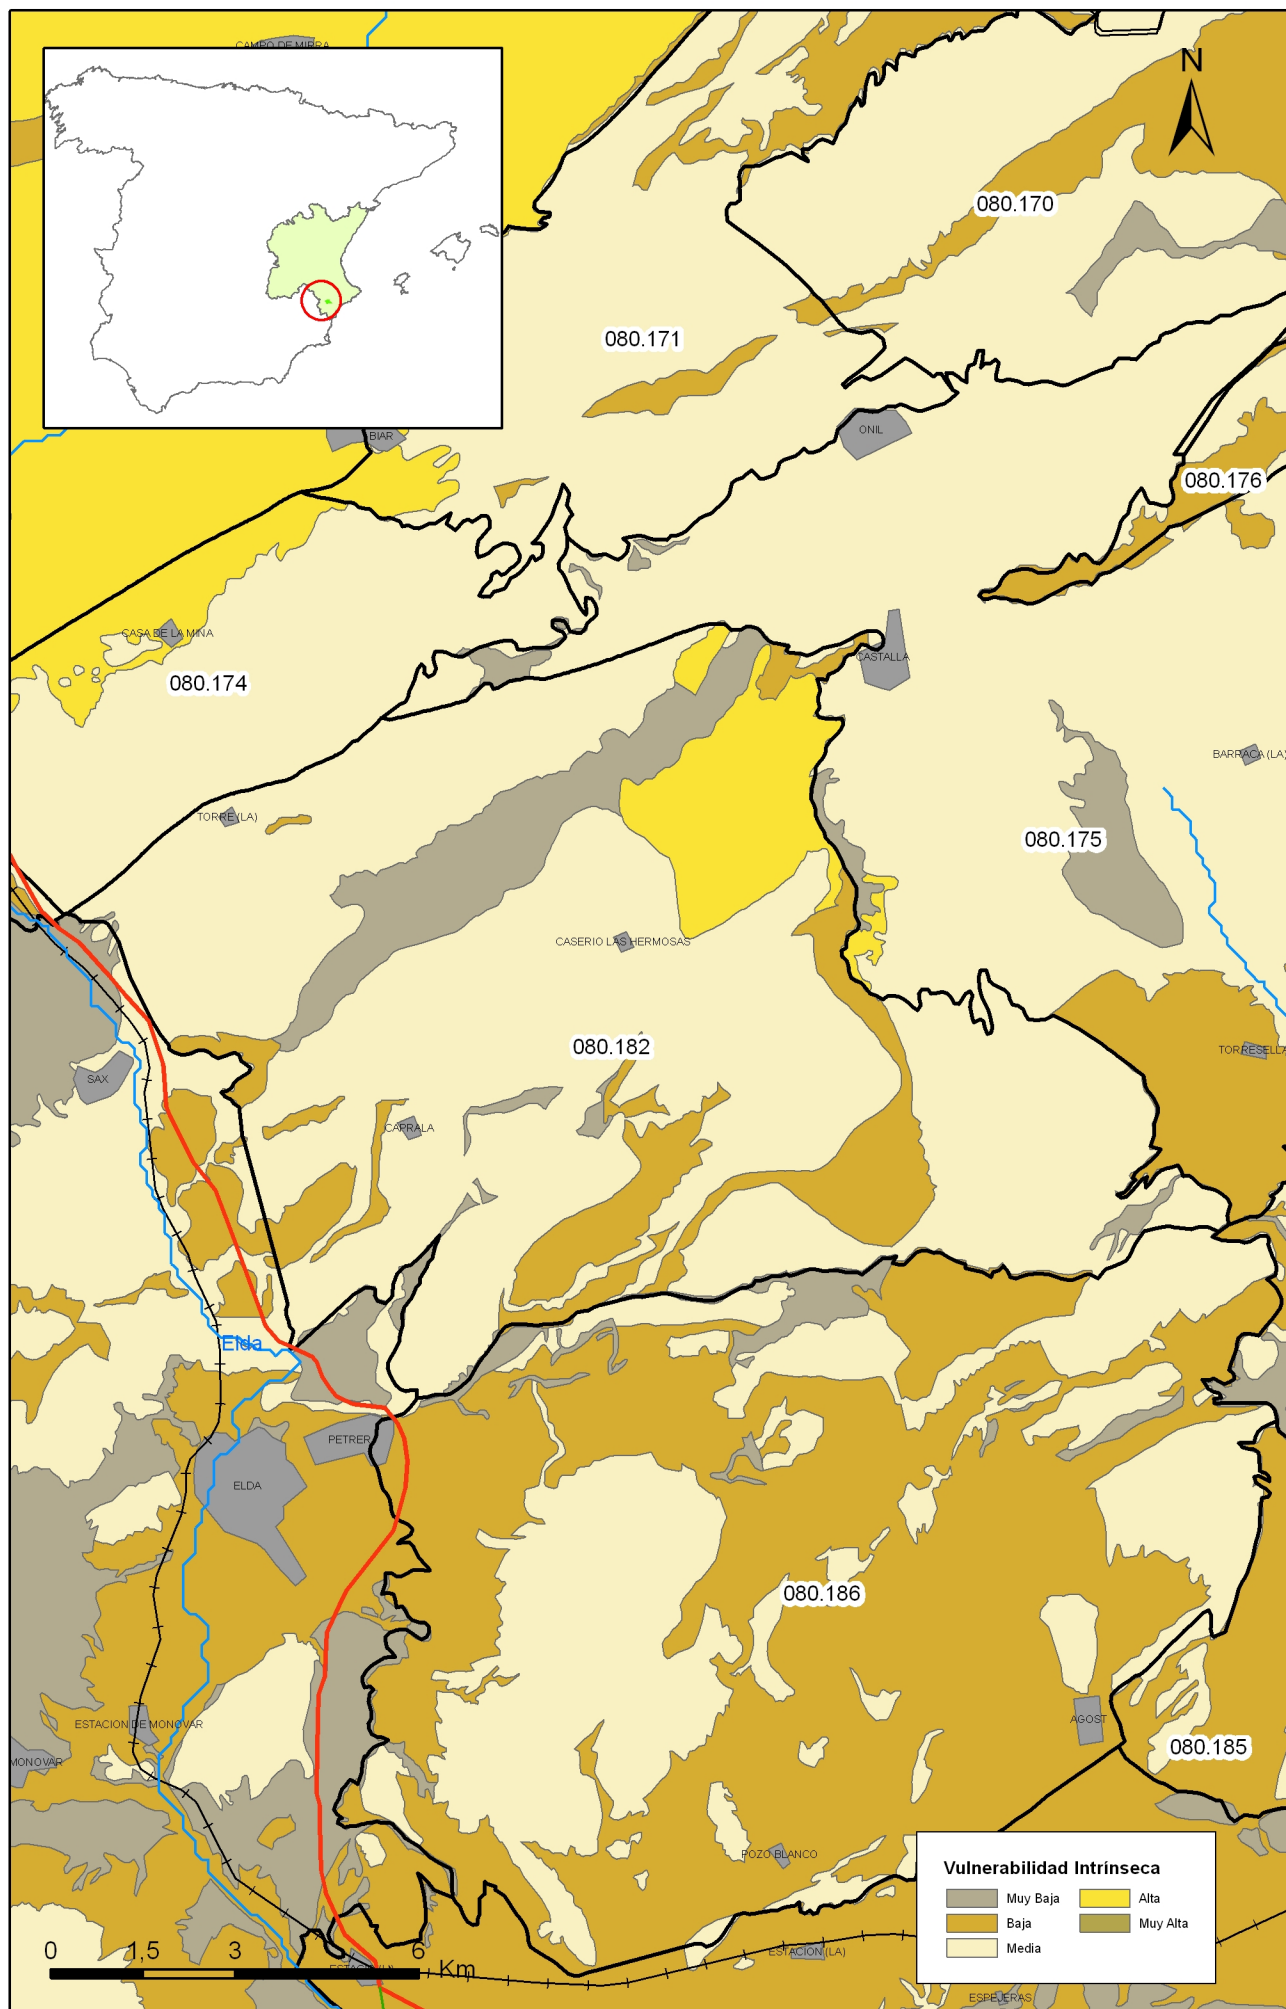 CAMPO DE MIRRA
N
080.170
080.171
BIAR
ONIL
080.176
CASA DE LA MINA
CASTALLA
080.174
BARRACA (LA)
TORRE (LA)
080.175
CASERIO LAS HERMOSAS
080.182
TORRESELLA
SAX
CAPRALA
Elda
PETRER
ELDA
080.186
AGOST
ESTACION DE MONOVAR
080.185
MONOVAR
POZO BLANCO
Vulnerabilidad Intrínseca
Muy Baja
Alta
Baja
Muy Alta
Media
0 1,5 3 6
Km
ESTACION (LA)
ESPEJERAS